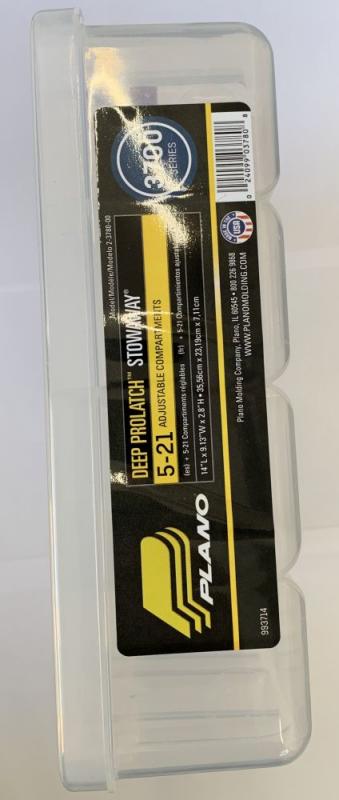 PLANO
DEEP PROLATCH™ STOWAWAY®
5-21 ADJUSTABLE COMPARTMENTS
(es) + 5-21 Compartiments réglables (fr) + 5-21 Compartimientos ajustables
14"L x 9.13"W x 2.8"H • 35,56cm x 23,19cm x 7,11cm
Model/Modèle/Modelo 2-3780-00
3700
SERIES
USA
0 24099 03780 8
Plano Molding Company, Plano, IL 60545 • 800 226 9868
WWW.PLANOMOLDING.COM
993714